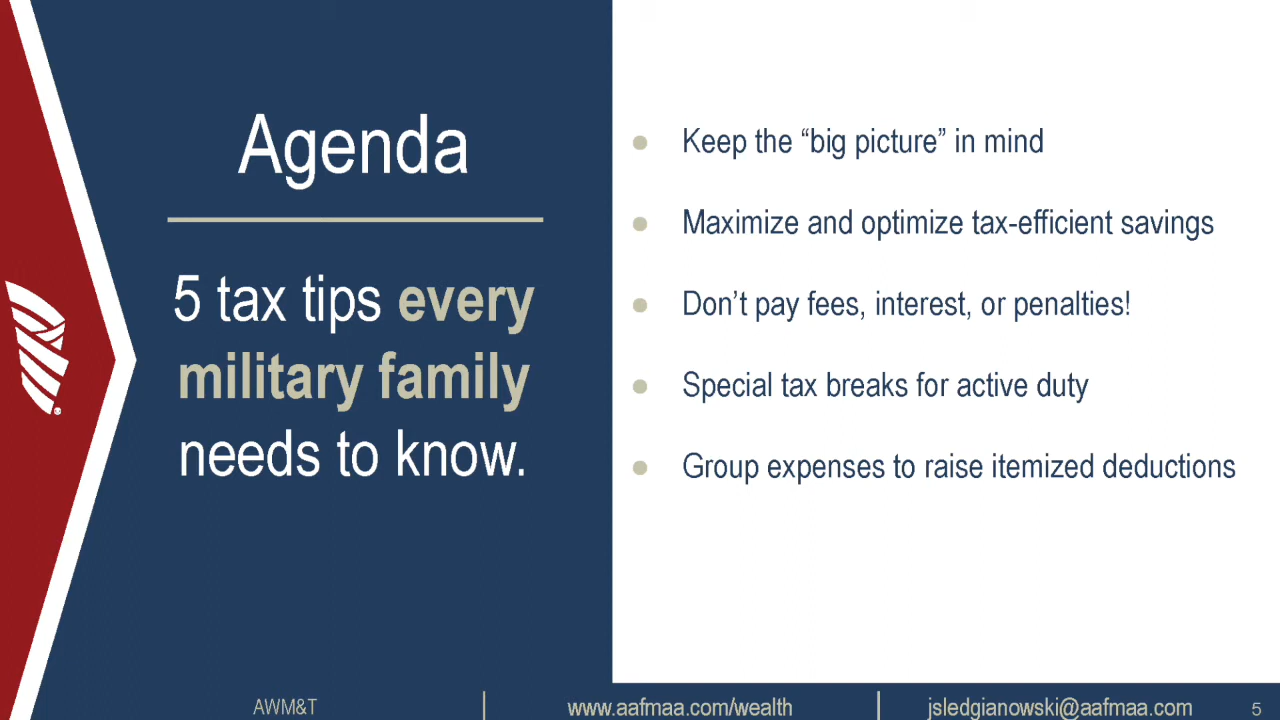 Agenda
5 tax tips every
military family
needs to know.
Keep the “big picture” in mind
Maximize and optimize tax-efficient savings
Don’t pay fees, interest, or penalties!
Special tax breaks for active duty
Group expenses to raise itemized deductions
AWM&T
www.aafmaa.com/wealth
jsledgianowski@aafmaa.com
5